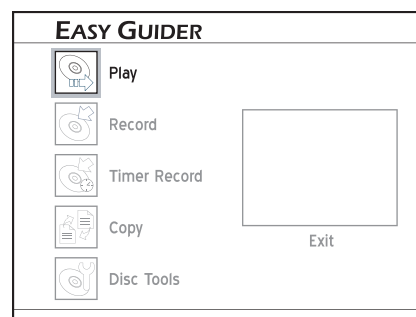 EASY GUIDER
Play
Record
Timer Record
Copy
Exit
Disc Tools